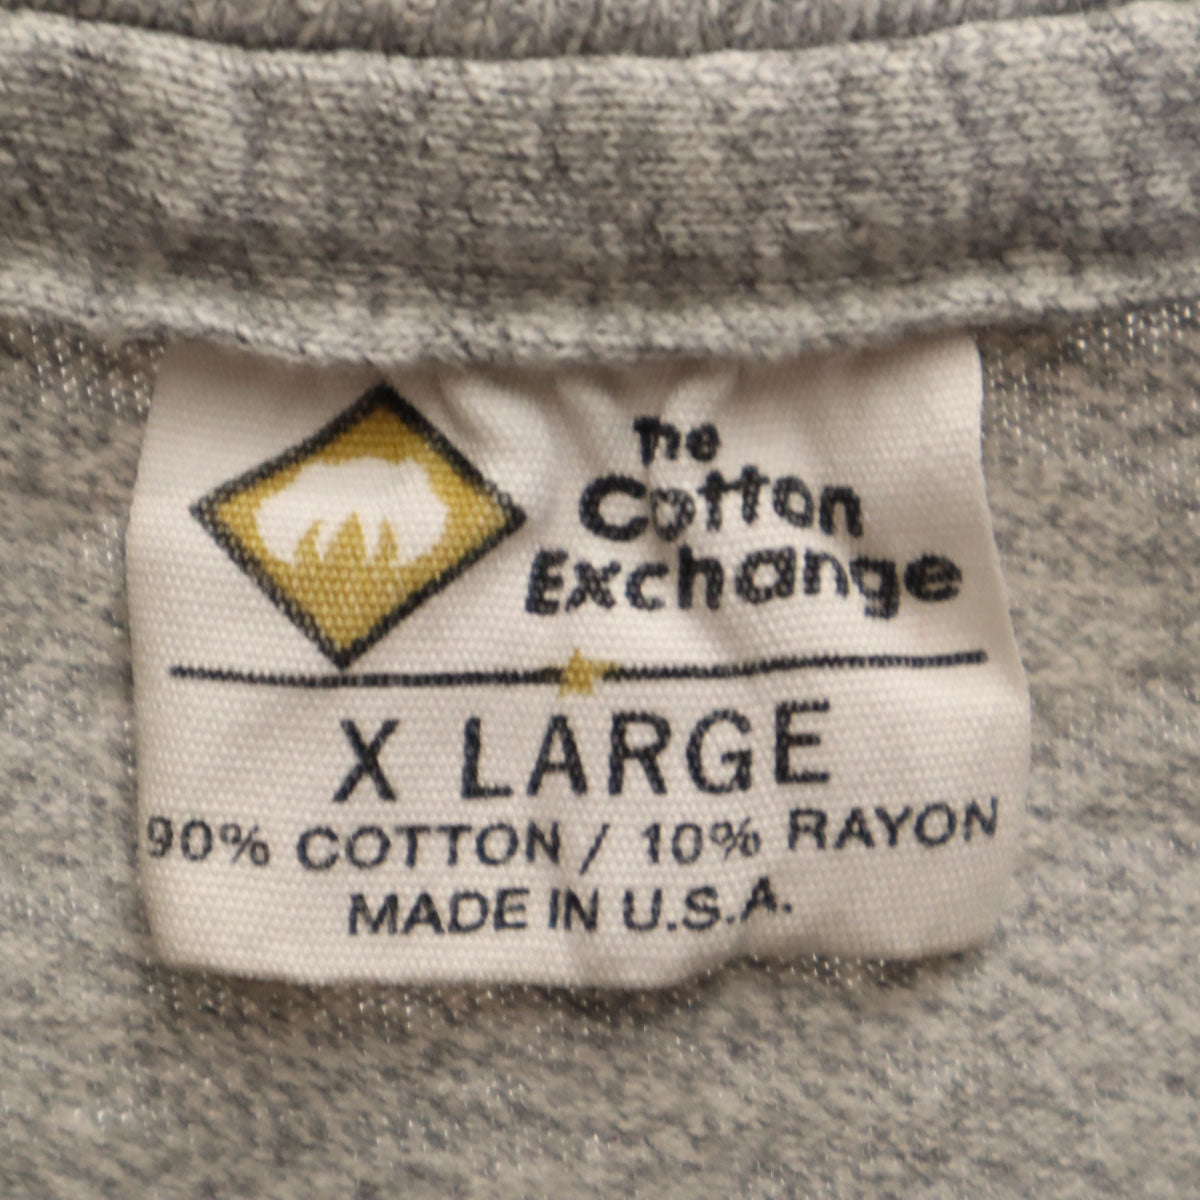 The
Cotton
Exchange
X LARGE
90% COTTON / 10% RAYON
MADE IN U.S.A.